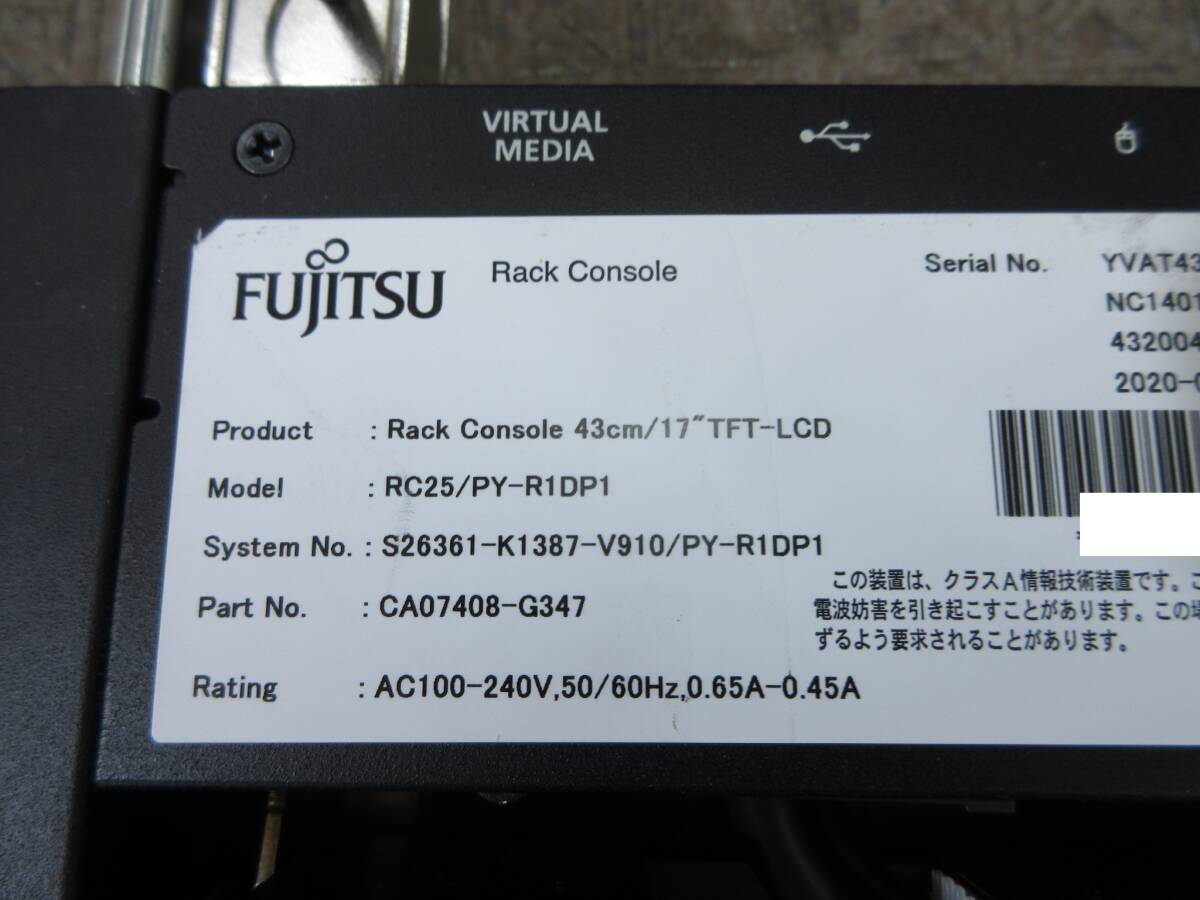 VIRTUAL
MEDIA
FUJITSU
Rack Console
Serial No. YVAT43
NC1401
432004
2020-0
Product : Rack Console 43cm/17"TFT-LCD
Model : RC25/PY-R1DP1
System No. : S26361-K1387-V910/PY-R1DP1
Part No. : CA07408-G347
Rating : AC100-240V,50/60Hz,0.65A-0.45A
この装置は、クラスA情報技術装置です。こ
電波妨害を引き起こすことがあります。この場
ずるよう要求されることがあります。